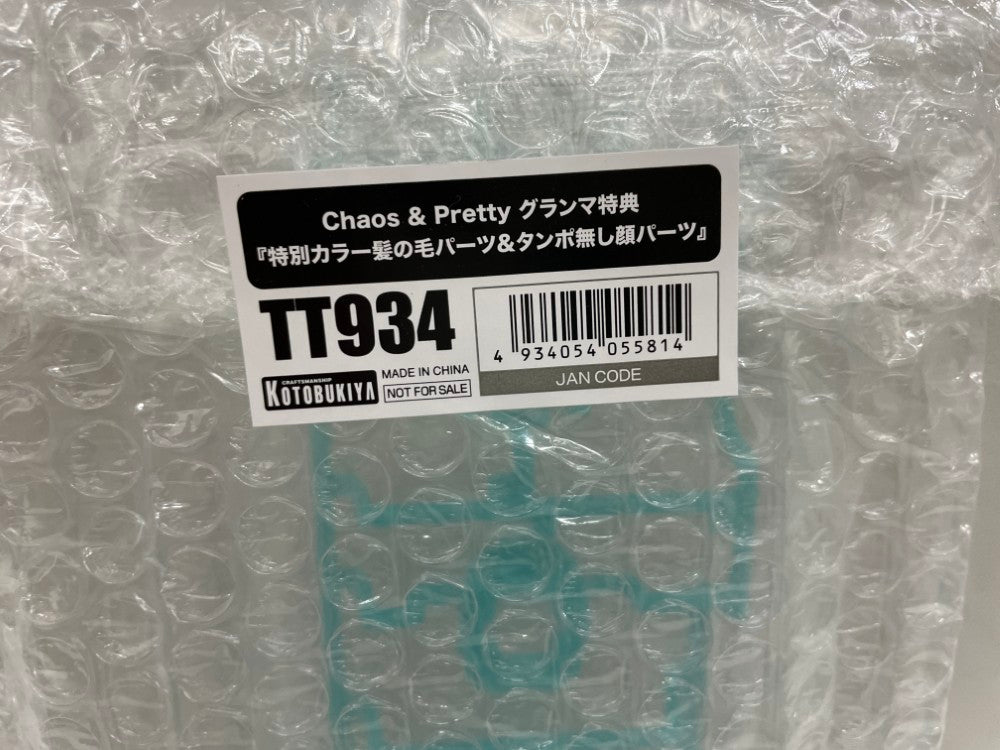 Chaos & Pretty グランマ特典
『特別カラー髪の毛パーツ&タンポ無し顔パーツ』
TT934
CRAFTSMANSHIP
KOTOBUKIYA
MADE IN CHINA
NOT FOR SALE
4 934054 055814
JAN CODE